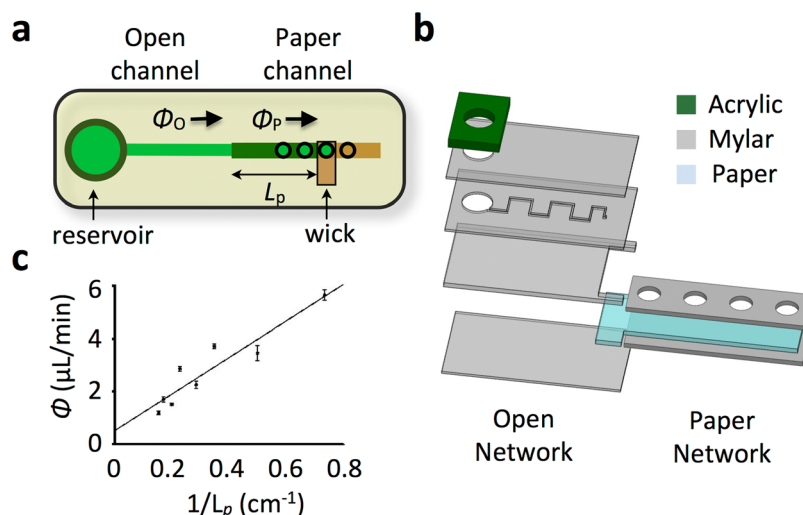 a
Open channel
Paper channel
Φ_O
Φ_P
L_p
reservoir
wick
b
Acrylic
Mylar
Paper
Open Network
Paper Network
c
Φ (µL/min)
6
4
2
0
0
0.2
0.4
0.6
0.8
1/L_p (cm⁻¹)